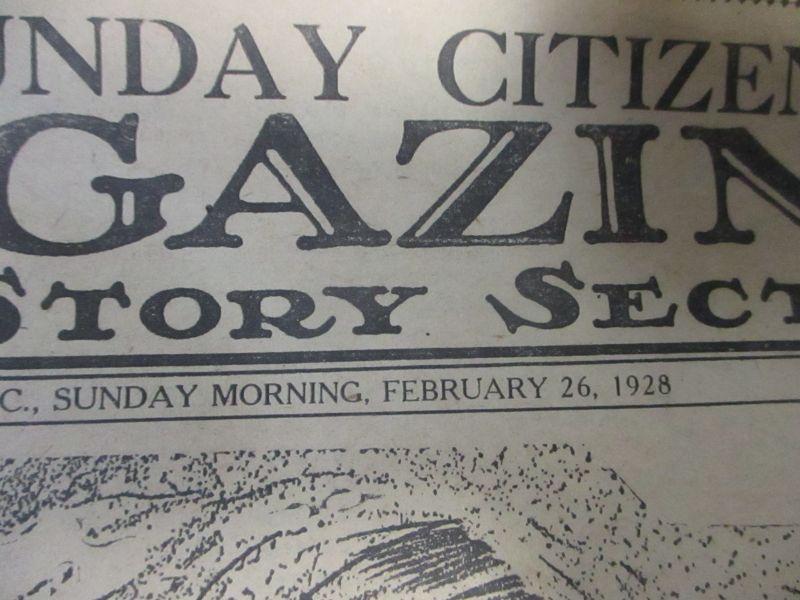 UNDAY CITIZEN
GAZIN
STORY SECT
C., SUNDAY MORNING, FEBRUARY 26, 1928